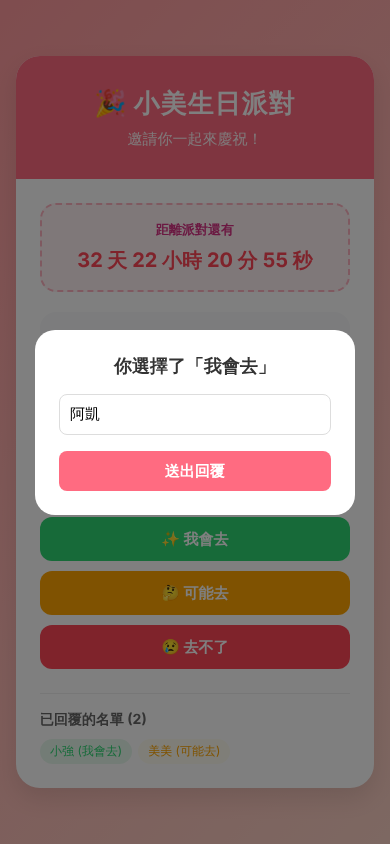 🎉 小美生日派對
邀請你一起來慶祝！
距離派對還有
32 天 22 小時 20 分 55 秒
你選擇了「我會去」
阿凱
送出回覆
✨ 我會去
🤔 可能去
😢 去不了
已回覆的名單 (2)
小強 (我會去) 美美 (可能去)